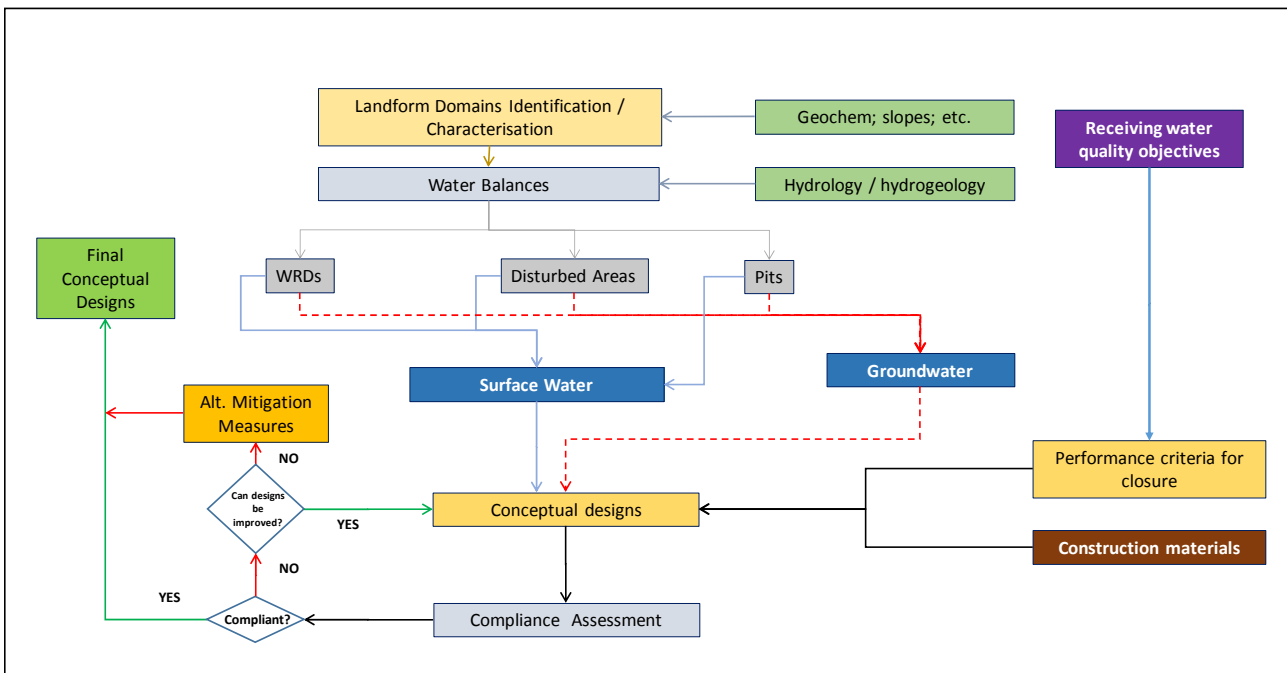 Landform Domains Identification /
Characterisation
Geochem; slopes; etc.
Receiving water
quality objectives
Water Balances
Hydrology / hydrogeology
Final
Conceptual
Designs
WRDs
Disturbed Areas
Pits
Surface Water
Groundwater
Alt. Mitigation
Measures
NO
Can designs
be
improved?
YES
Conceptual designs
Performance criteria for
closure
Construction materials
NO
YES
Compliant?
Compliance Assessment